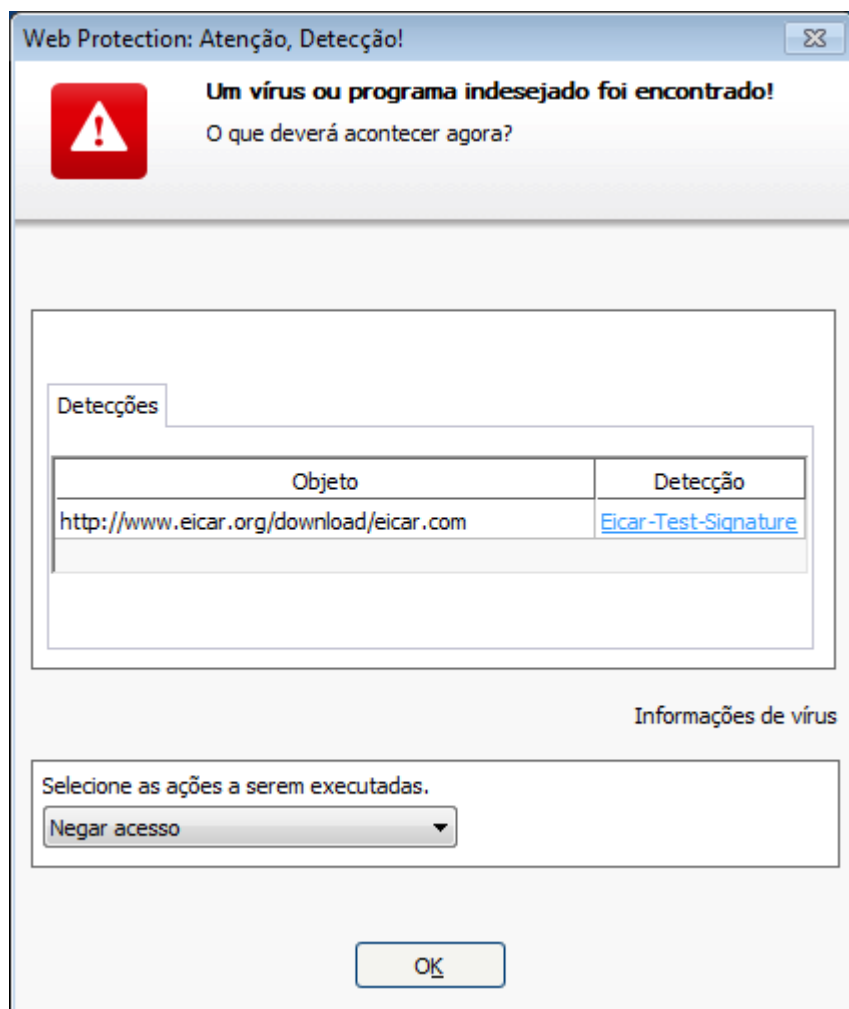 Web Protection: Atenção, Detecção!
Um vírus ou programa indesejado foi encontrado!
O que deverá acontecer agora?
Detecções
Objeto Detecção
http://www.eicar.org/download/eicar.com Eicar-Test-Signature
Informações de vírus
Selecione as ações a serem executadas.
Negar acesso
OK